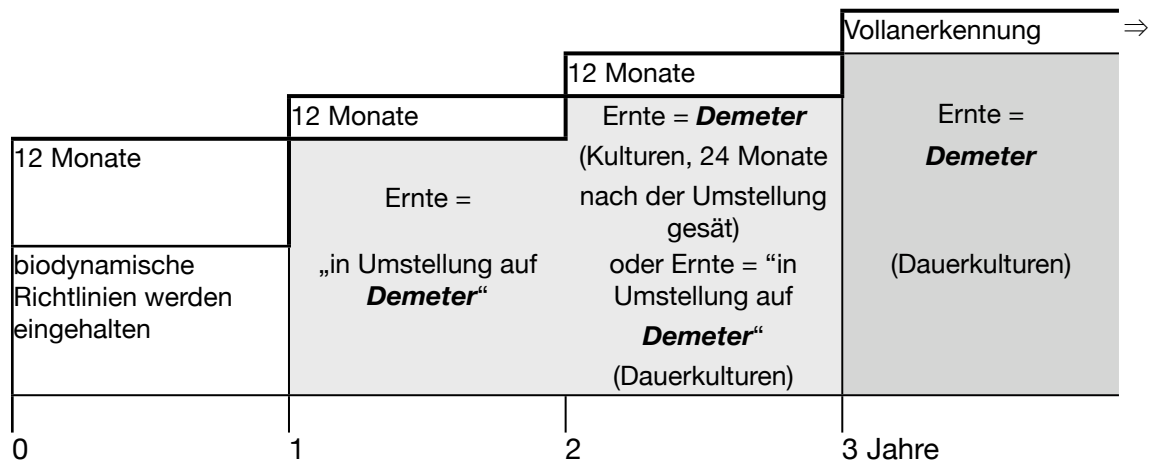 12 Monate
biodynamische
Richtlinien werden
eingehalten
12 Monate
Ernte =
„in Umstellung auf
Demeter“
12 Monate
Ernte = Demeter
(Kulturen, 24 Monate
nach der Umstellung
gesät)
oder Ernte = “in
Umstellung auf
Demeter“
(Dauerkulturen)
Vollanerkennung ⇒
Ernte =
Demeter
(Dauerkulturen)
0 1 2 3 Jahre